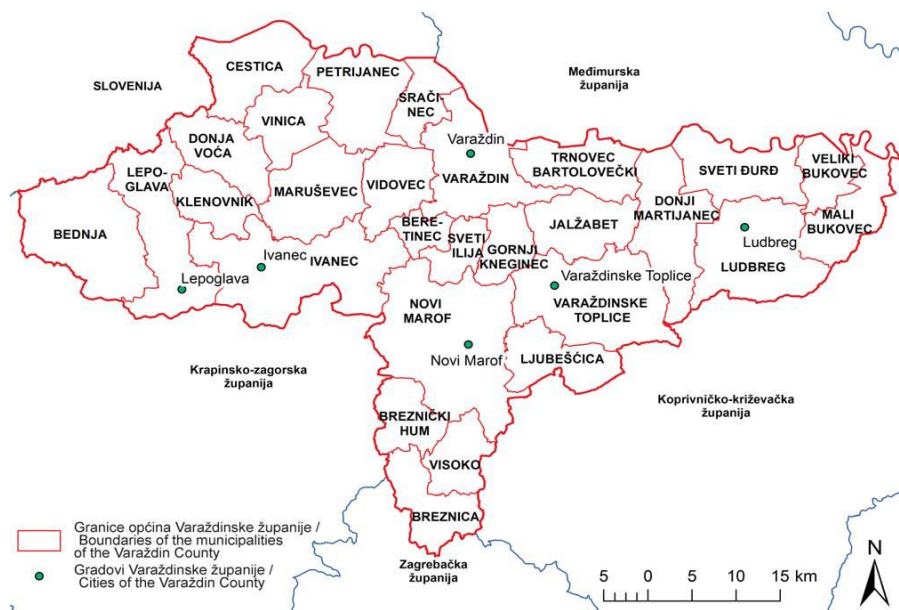 SLOVENIJA
Međimurska
županija
CESTICA
PETRIJANEC
SRAČI-
NEC
VINICA
DONJA
VOĆA
LEPO-
GLAVA
KLENOVNIK
MARUŠEVEC
VIDOVEC
Varaždin
VARAŽDIN
TRNOVEC
BARTOLOVEČKI
SVETI ĐURĐ
VELIKI
BUKOVEC
MALI
BUKOVEC
DONJI
MARTIJANEC
BEDNJA
BERE-
TINEC
SVETI
ILIJA
GORNJI
KNEGINEC
JALŽABET
Ludbreg
LUDBREG
Ivanec
IVANEC
Lepoglava
Varaždinske Toplice
VARAŽDINSKE
TOPLICE
NOVI
MAROF
Novi Marof
LJUBEŠĆICA
Krapinsko-zagorska
županija
Koprivničko-križevačka
županija
BREZNIČKI
HUM
VISOKO
BREZNICA
Zagrebačka
županija
Granice općina Varaždinske županije /
Boundaries of the municipalities
of the Varaždin County
Gradovi Varaždinske županije /
Cities of the Varaždin County
N
5 0 5 10 15 km